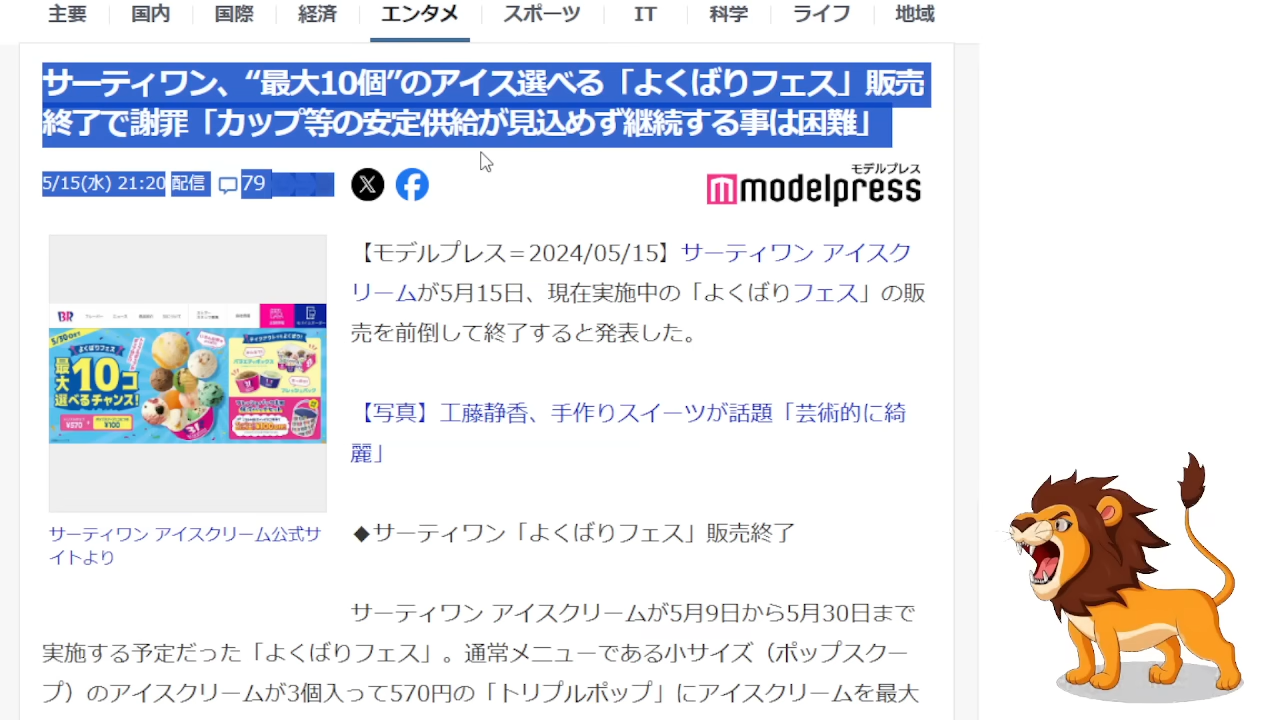 主要 国内 国際 経済 エンタメ スポーツ IT 科学 ライフ 地域
サーティワン、“最大10個”のアイス選べる「よくばりフェス」販売
終了で謝罪「カップ等の安定供給が見込めず継続する事は困難」
5/15(水) 21:20 配信 79
モデルプレス
modelpress
【モデルプレス＝2024/05/15】サーティワン アイスク
リームが5月15日、現在実施中の「よくばりフェス」の販
売を前倒して終了すると発表した。
BR
5/30(木)まで
よくばりフェス
最大10コ
選べるチャンス!
¥570
¥100
【写真】工藤静香、手作りスイーツが話題「芸術的に綺
麗」
サーティワン アイスクリーム公式サ
イトより
◆サーティワン「よくばりフェス」販売終了
サーティワン アイスクリームが5月9日から5月30日まで
実施する予定だった「よくばりフェス」。通常メニューである小サイズ（ポップスクー
プ）のアイスクリームが3個入って570円の「トリプルポップ」にアイスクリームを最大